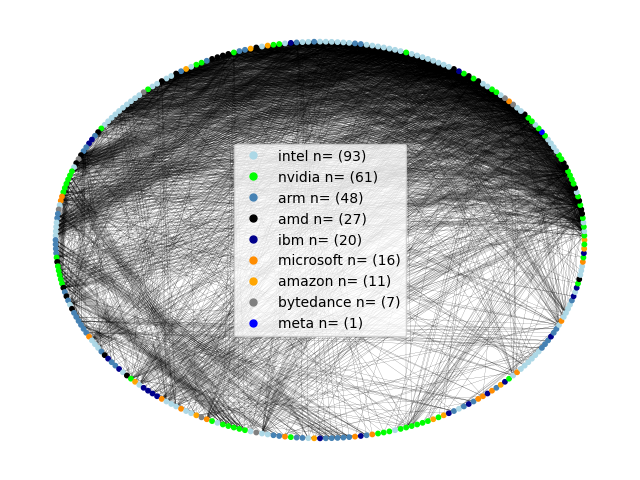 intel n= (93)
nvidia n= (61)
arm n= (48)
amd n= (27)
ibm n= (20)
microsoft n= (16)
amazon n= (11)
bytedance n= (7)
meta n= (1)